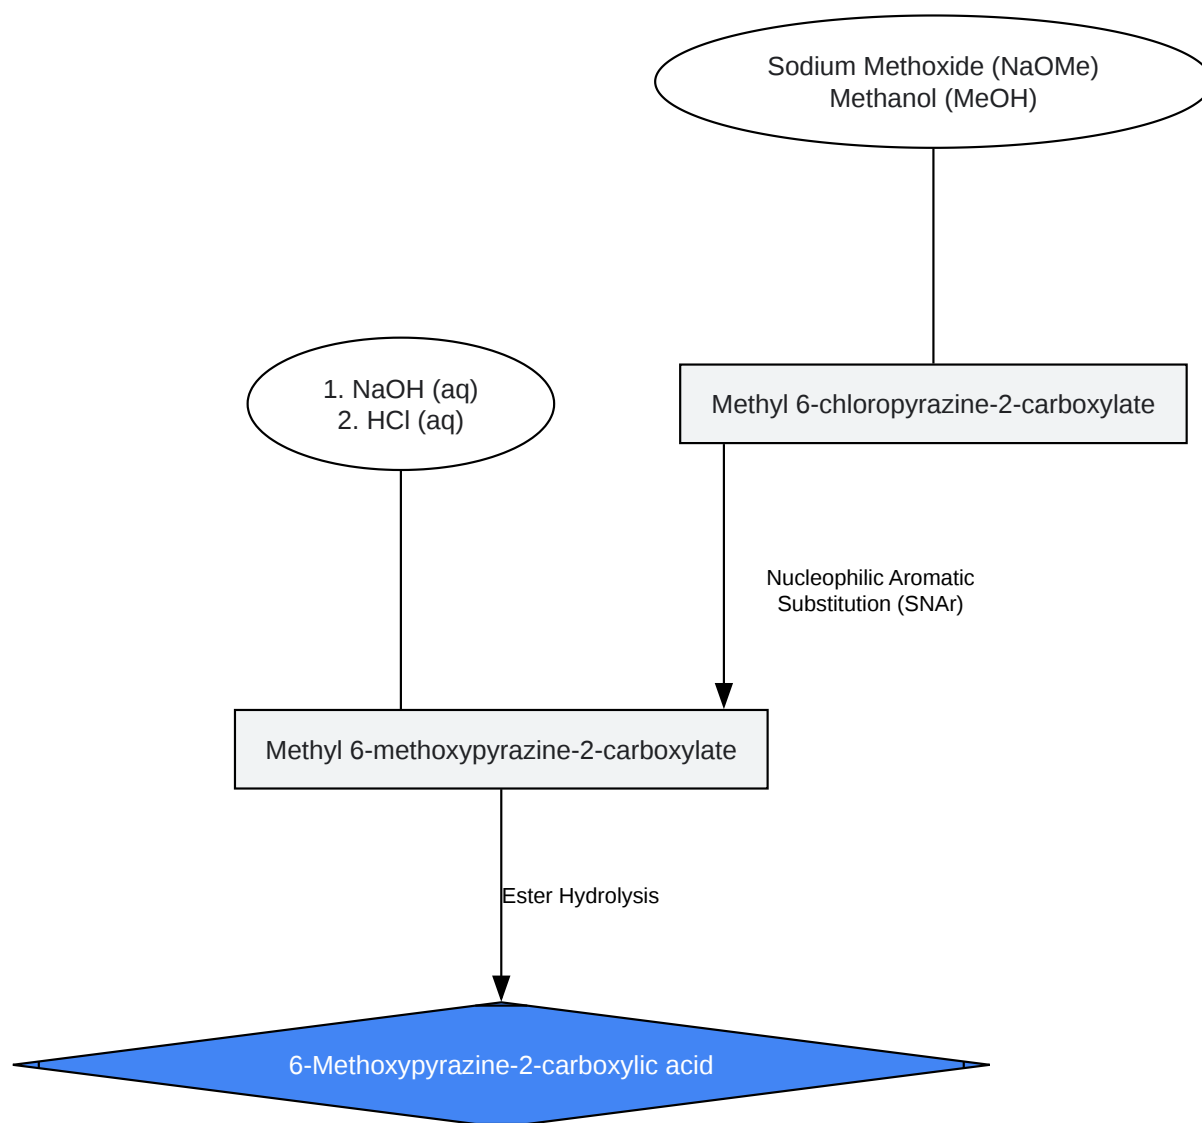 Sodium Methoxide (NaOMe)
Methanol (MeOH)
1. NaOH (aq)
2. HCl (aq)
Methyl 6-chloropyrazine-2-carboxylate
Nucleophilic Aromatic
Substitution (SNAr)
Methyl 6-methoxypyrazine-2-carboxylate
Ester Hydrolysis
6-Methoxypyrazine-2-carboxylic acid